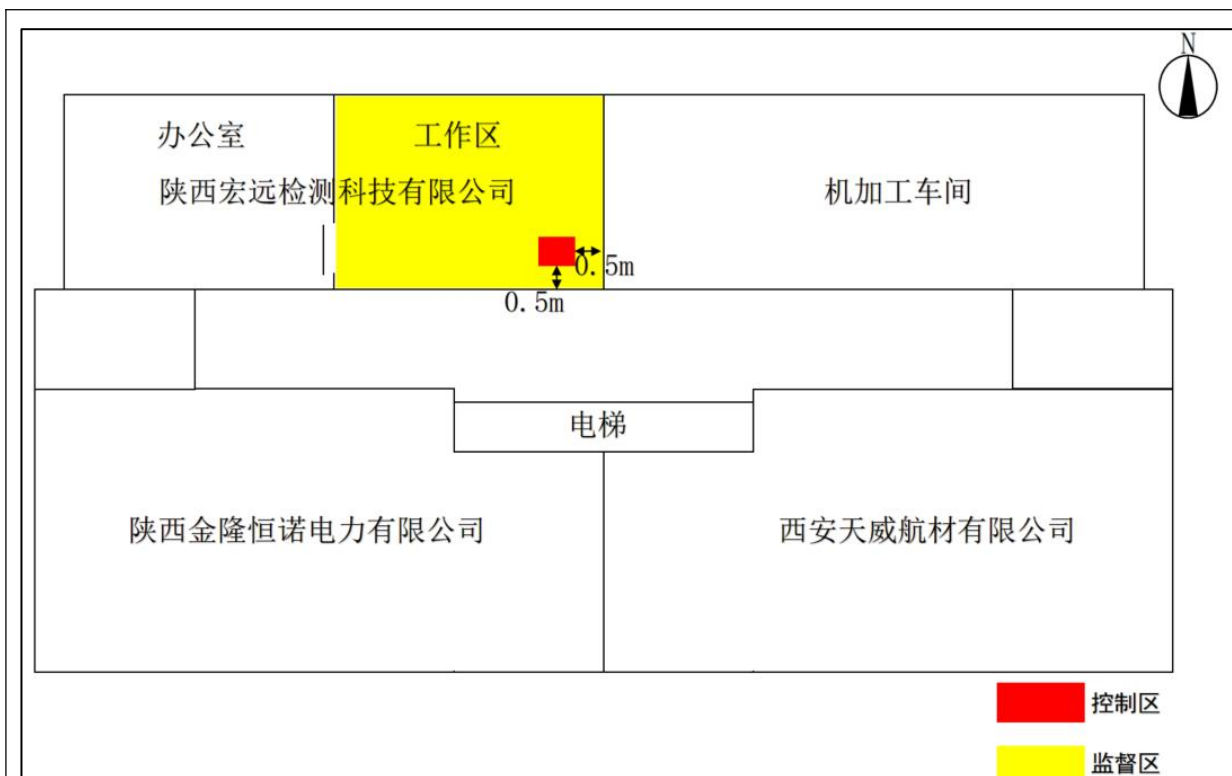 N
办公室
工作区
陕西宏远检测科技有限公司
机加工车间
0.5m
0.5m
电梯
陕西金隆恒诺电力有限公司
西安天威航材有限公司
控制区
监督区